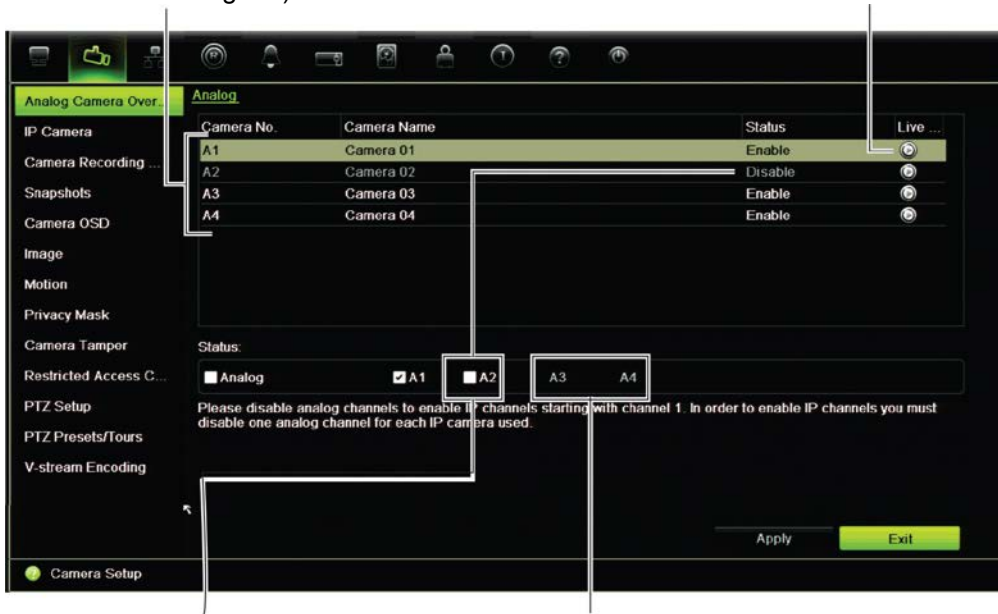 Analog Camera Over...
IP Camera
Camera Recording ...
Snapshots
Camera OSD
Image
Motion
Privacy Mask
Camera Tamper
Restricted Access C...
PTZ Setup
PTZ Presets/Tours
V-stream Encoding
Analog
Camera No. Camera Name Status Live ...
A1 Camera 01 Enable
A2 Camera 02 Disable
A3 Camera 03 Enable
A4 Camera 04 Enable
Status:
Analog A1 A2 A3 A4
Please disable analog channels to enable IP channels starting with channel 1. In order to enable IP channels you must
disable one analog channel for each IP camera used.
Apply Exit
Camera Setup